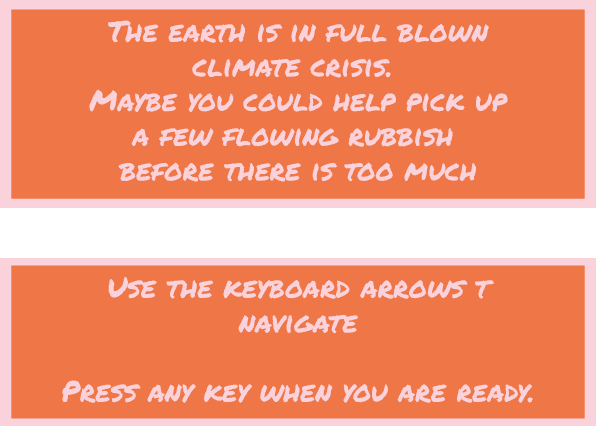 The earth is in full blown
climate crisis.
Maybe you could help pick up
a few flowing rubbish
before there is too much
Use the keyboard arrows t
navigate
Press any key when you are ready.